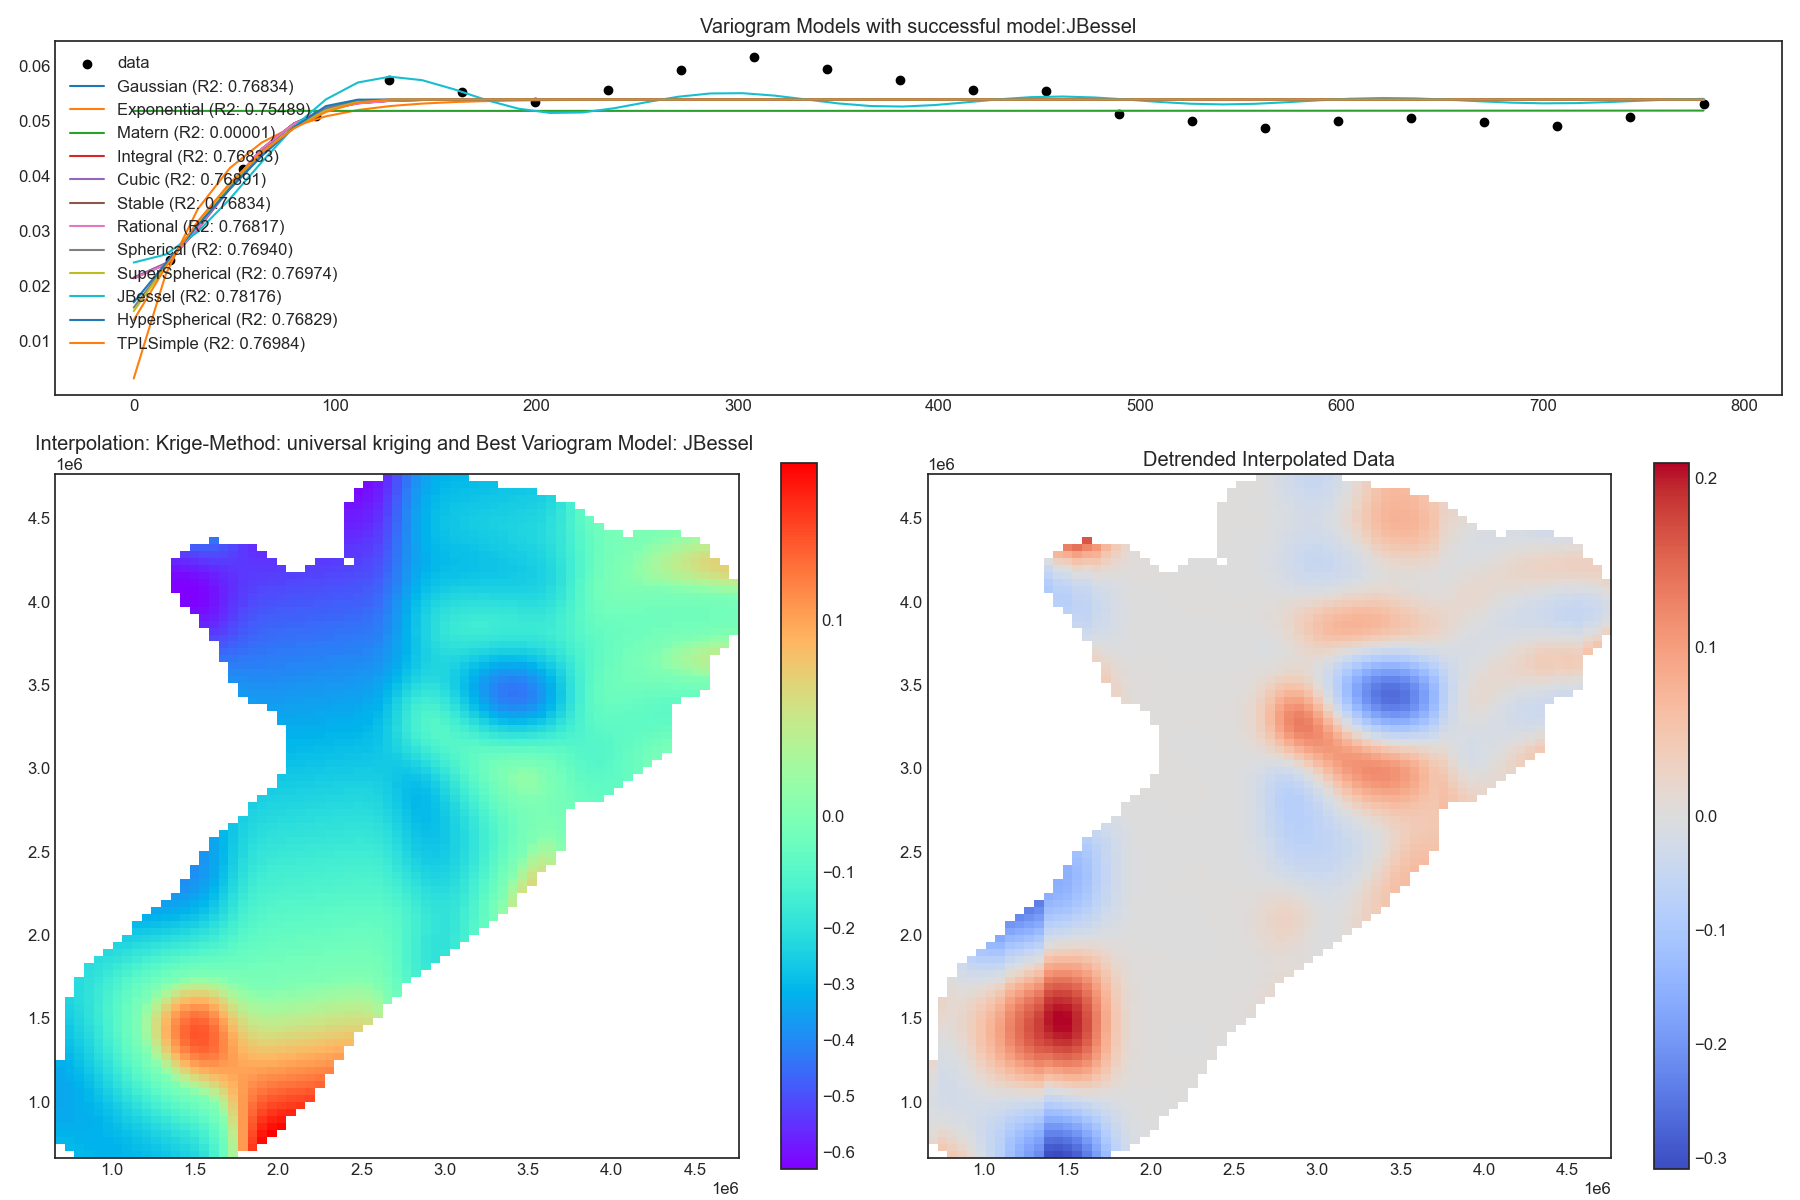 Variogram Models with successful model:JBessel
0.06
0.05
0.04
0.03
0.02
0.01
data
Gaussian (R2: 0.76834)
Exponential (R2: 0.75489)
Matern (R2: 0.00001)
Integral (R2: 0.76833)
Cubic (R2: 0.76891)
Stable (R2: 0.76834)
Rational (R2: 0.76817)
Spherical (R2: 0.76940)
SuperSpherical (R2: 0.76974)
JBessel (R2: 0.78176)
HyperSpherical (R2: 0.76829)
TPLSimple (R2: 0.76984)
0 100 200 300 400 500 600 700 800
Interpolation: Krige-Method: universal kriging and Best Variogram Model: JBessel
1e6
4.5
4.0
3.5
3.0
2.5
2.0
1.5
1.0
1.0 1.5 2.0 2.5 3.0 3.5 4.0 4.5
1e6
0.1
0.0
−0.1
−0.2
−0.3
−0.4
−0.5
−0.6
Detrended Interpolated Data
1e6
4.5
4.0
3.5
3.0
2.5
2.0
1.5
1.0
1.0 1.5 2.0 2.5 3.0 3.5 4.0 4.5
1e6
0.2
0.1
0.0
−0.1
−0.2
−0.3